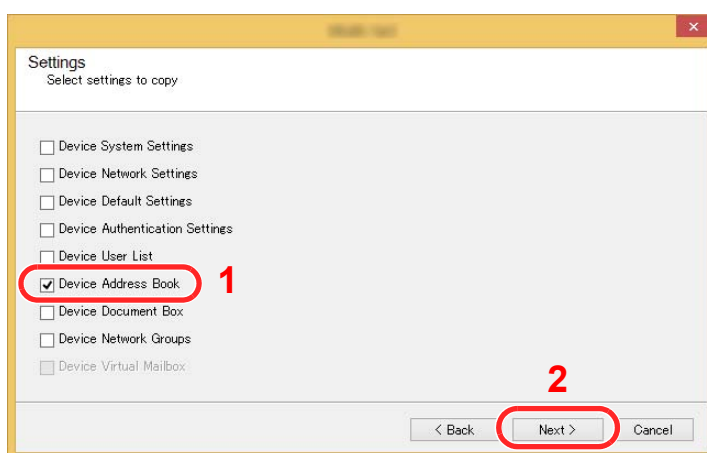 Settings
Select settings to copy
Device System Settings
Device Network Settings
Device Default Settings
Device Authentication Settings
Device User List
Device Address Book 1
Device Document Box
Device Network Groups
Device Virtual Mailbox
2
< Back Next > Cancel